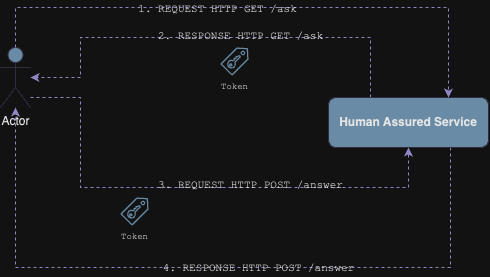 1. REQUEST HTTP GET /ask
2. RESPONSE HTTP GET /ask
Token
Actor
Human Assured Service
3. REQUEST HTTP POST /answer
Token
4. RESPONSE HTTP POST /answer